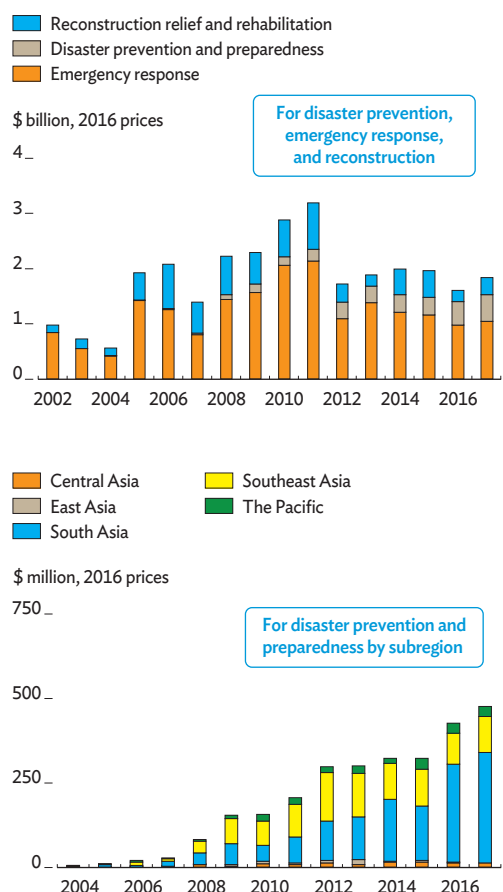 Reconstruction relief and rehabilitation
Disaster prevention and preparedness
Emergency response
$ billion, 2016 prices
For disaster prevention,
emergency response,
and reconstruction
4
3
2
1
0
2002 2004 2006 2008 2010 2012 2014 2016
Central Asia Southeast Asia
East Asia The Pacific
South Asia
$ million, 2016 prices
For disaster prevention and
preparedness by subregion
750
500
250
0
2004 2006 2008 2010 2012 2014 2016